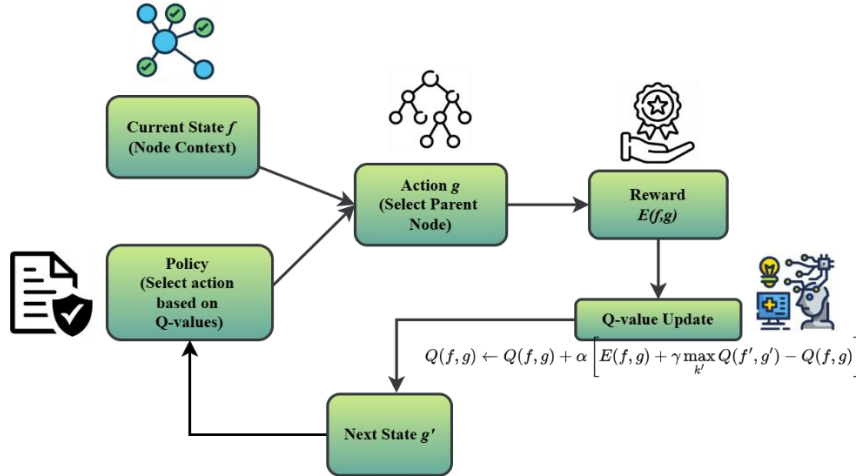 Current State f
(Node Context)
Action g
(Select Parent
Node)
Reward
E(f,g)
Policy
(Select action
based on
Q-values)
Q-value Update
Q(f, g) ← Q(f, g) + α [E(f, g) + γ max_{k′} Q(f′, g′) − Q(f, g)]
Next State g′